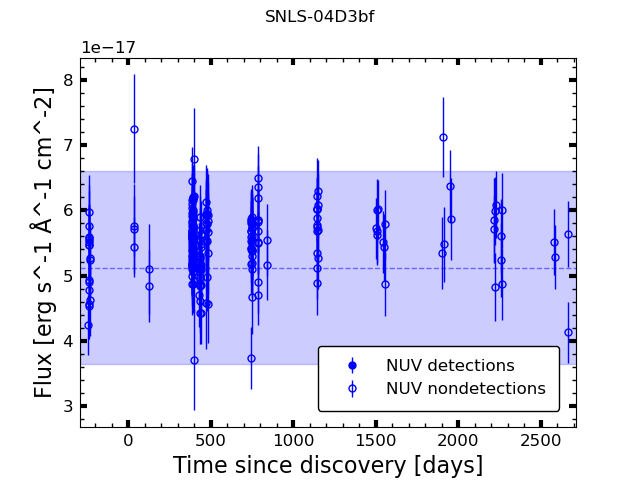 SNLS-04D3bf
1e−17
Flux [erg s^-1 Å^-1 cm^-2]
8
7
6
5
4
3
NUV detections
NUV nondetections
0 500 1000 1500 2000 2500
Time since discovery [days]